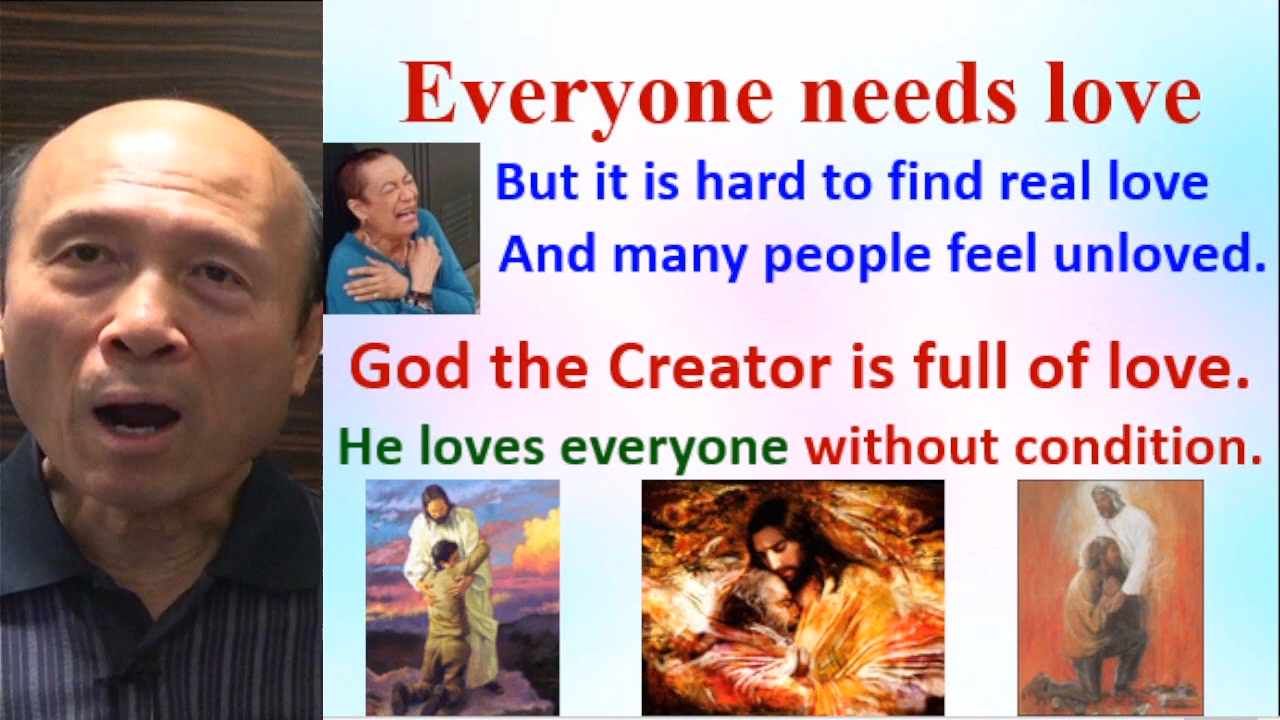 Everyone needs love
But it is hard to find real love
And many people feel unloved.
God the Creator is full of love.
He loves everyone without condition.